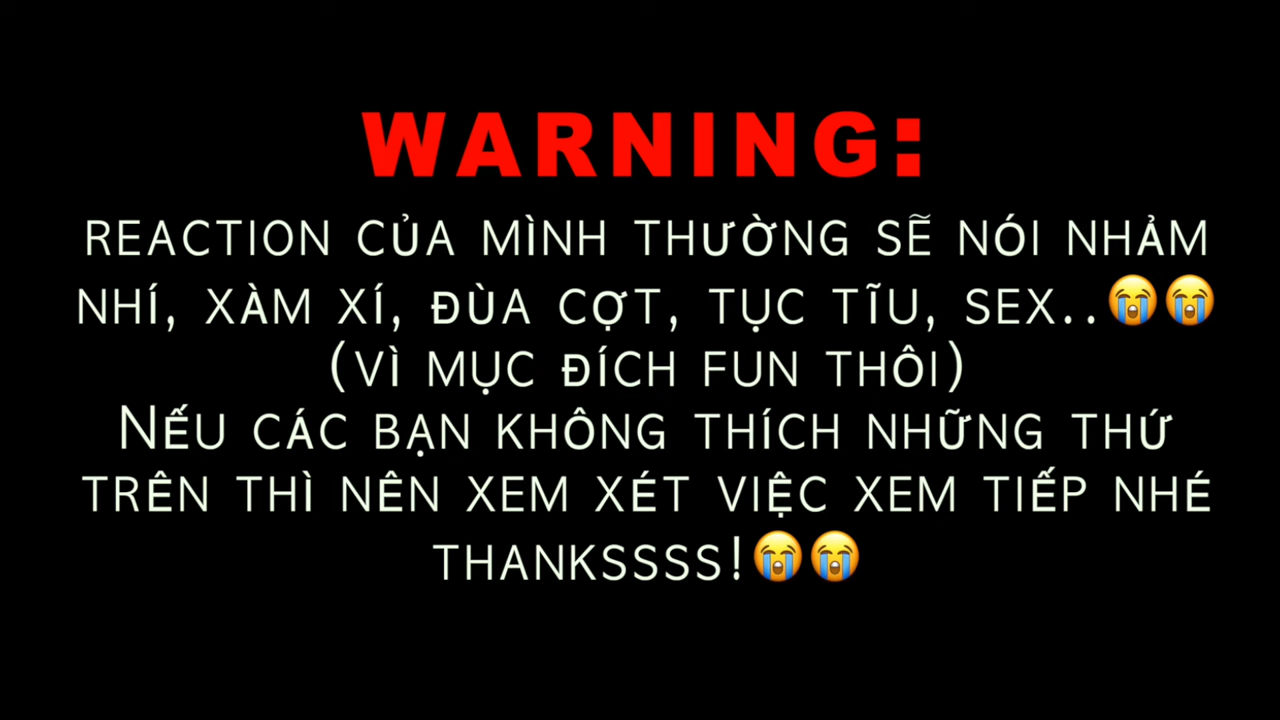 WARNING:
REACTION CỦA MÌNH THƯỜNG SẼ NÓI NHẢM
NHÍ, XÀM XÍ, ĐÙA CỢT, TỤC TĨU, SEX..😭😭
(VÌ MỤC ĐÍCH FUN THÔI)
NẾU CÁC BẠN KHÔNG THÍCH NHỮNG THỨ
TRÊN THÌ NÊN XEM XÉT VIỆC XEM TIẾP NHÉ
THANKSSSS!😭😭